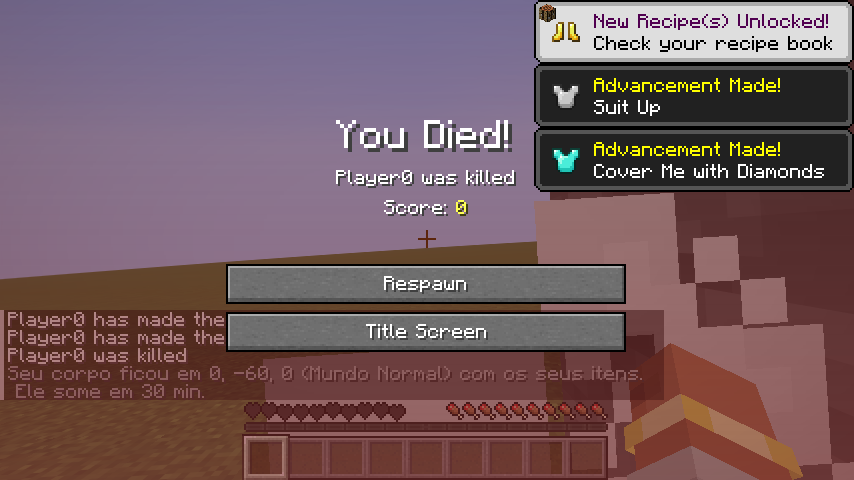 New Recipe(s) Unlocked!
Check your recipe book
Advancement Made!
Suit Up
Advancement Made!
Cover Me with Diamonds
You Died!
Player0 was killed
Score: 0
Respawn
Title Screen
Player0 has made the
Player0 has made the
Player0 was killed
Seu corpo ficou em 0, -60, 0 (Mundo Normal) com os seus itens.
Ele some em 30 min.